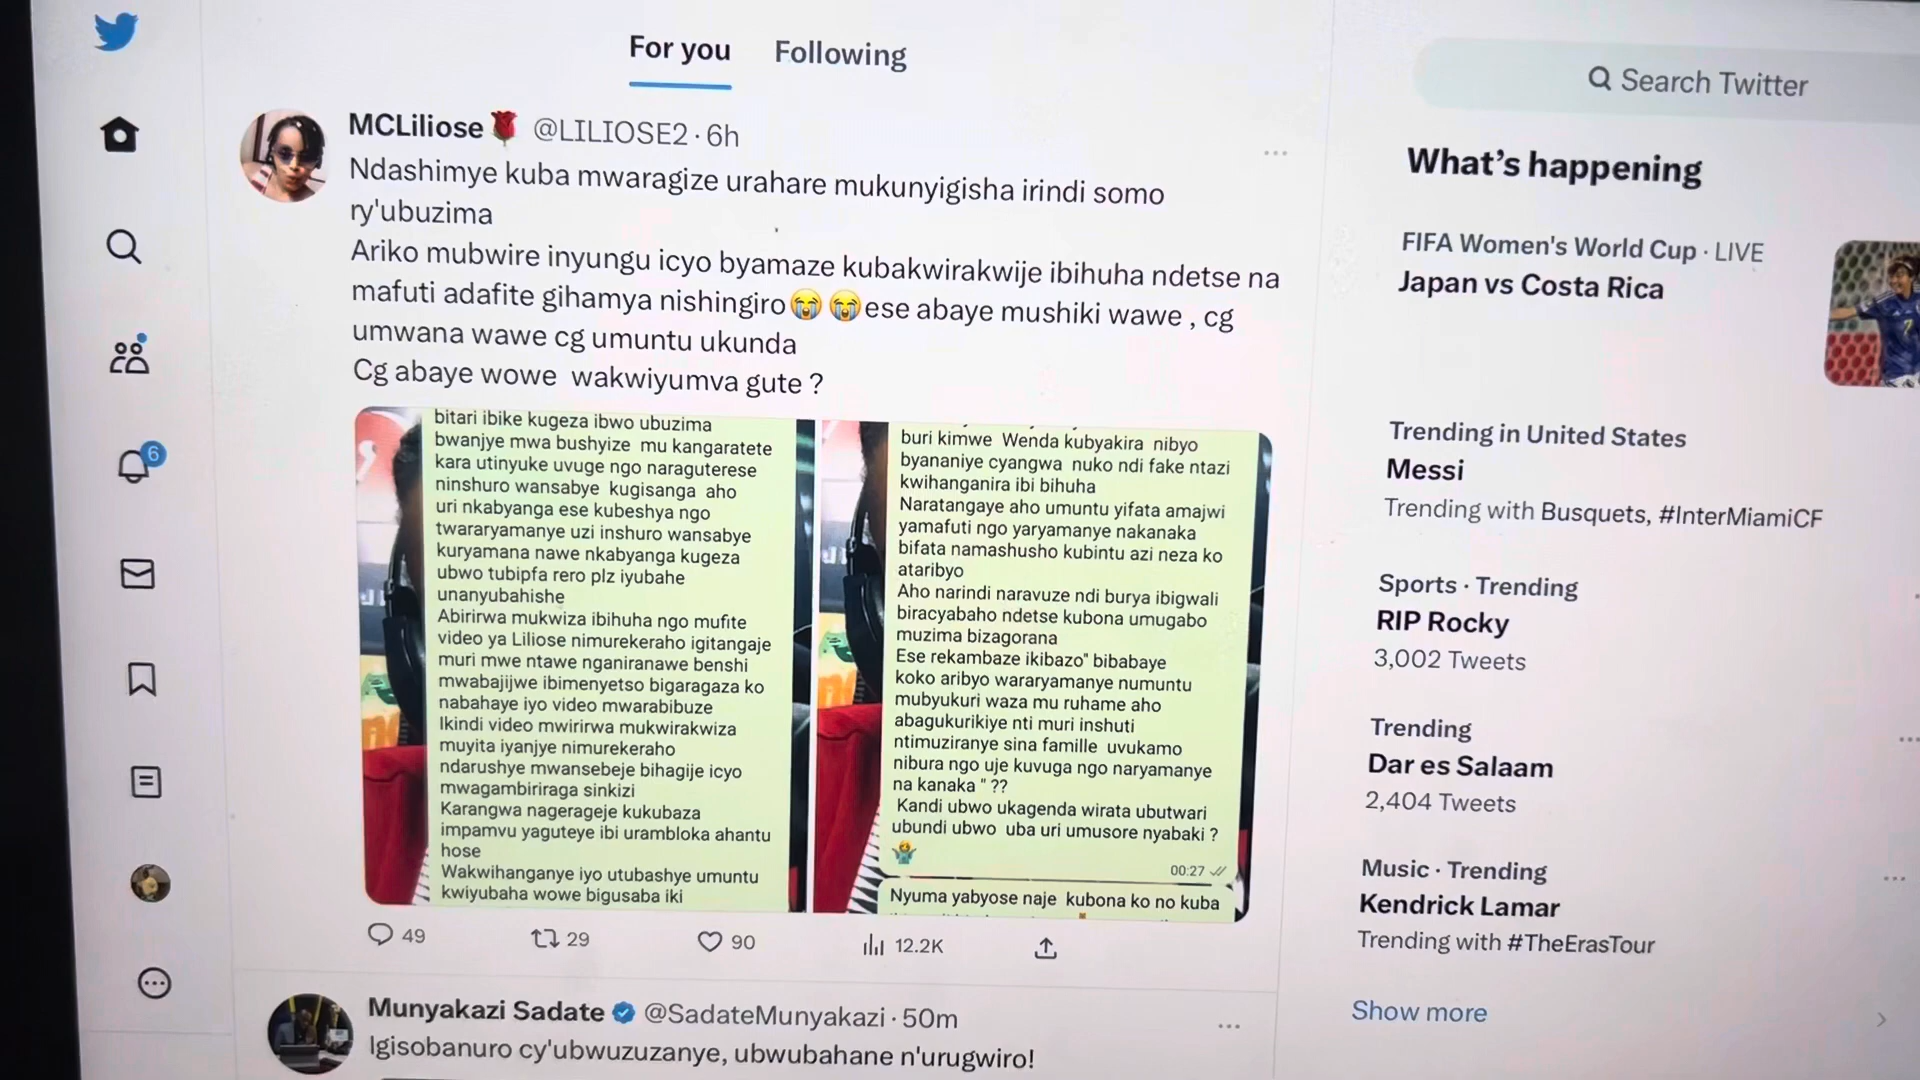 For you
Following
Search Twitter
MCLiliose🌹 @LILIOSE2 · 6h
Ndashimye kuba mwaragize urahare mukunyigisha irindi somo
ry'ubuzima
Ariko mubwire inyungu icyo byamaze kubakwirakwije ibihuha ndetse na
mafuti adafite gihamya nishingiro😭😭ese abaye mushiki wawe , cg
umwana wawe cg umuntu ukunda
Cg abaye wowe wakwiyumva gute ?
bitari ibike kugeza ibwo ubuzima
bwanjye mwa bushyize mu kangaratete
kara utinyuke uvuge ngo naraguterese
ninshuro wansabye kugisanga aho
uri nkabyanga ese kubeshya ngo
twararyamanye uzi inshuro wansabye
kuryamana nawe nkabyanga kugeza
ubwo tubipfa rero plz iyubahe
unanyubahishe
Abirirwa mukwiza ibihuha ngo mufite
video ya Liliose nimurekeraho igitangaje
muri mwe ntawe nganiranawe benshi
mwabajijwe ibimenyetso bigaragaza ko
nabahaye iyo video mwarabibuze
Ikindi video mwirirwa mukwirakwiza
muyita iyanjye nimurekeraho
ndarushye mwansebeje bihagije icyo
mwagambiriraga sinkizi
Karangwa nagerageje kukubaza
impamvu yaguteye ibi urambloka ahantu
hose
Wakwihanganye iyo utubashye umuntu
kwiyubaha wowe bigusaba iki
buri kimwe Wenda kubyakira nibyo
byananiye cyangwa nuko ndi fake ntazi
kwihanganira ibi bihuha
Naratangaye aho umuntu yifata amajwi
yamafuti ngo yaryamanye nakanaka
bifata namashusho kubintu azi neza ko
ataribyo
Aho narindi naravuze ndi burya ibigwali
biracyabaho ndetse kubona umugabo
muzima bizagorana
Ese rekambaze ikibazo" bibabaye
koko aribyo wararyamanye numuntu
mubyukuri waza mu ruhame aho
abagukurikiye nti muri inshuti
ntimuziranye sina famille uvukamo
nibura ngo uje kuvuga ngo naryamanye
na kanaka " ??
Kandi ubwo ukagenda wirata ubutwari
ubundi ubwo uba uri umusore nyabaki ?
🤷
00:27
Nyuma yabyose naje kubona ko no kuba
49
29
90
12.2K
Munyakazi Sadate @SadateMunyakazi · 50m
Igisobanuro cy'ubwuzuzanye, ubwubahane n'urugwiro!
6
What's happening
FIFA Women's World Cup · LIVE
Japan vs Costa Rica
7
Trending in United States
Messi
Trending with Busquets, #InterMiamiCF
Sports · Trending
RIP Rocky
3,002 Tweets
Trending
Dar es Salaam
2,404 Tweets
Music · Trending
Kendrick Lamar
Trending with #TheErasTour
Show more